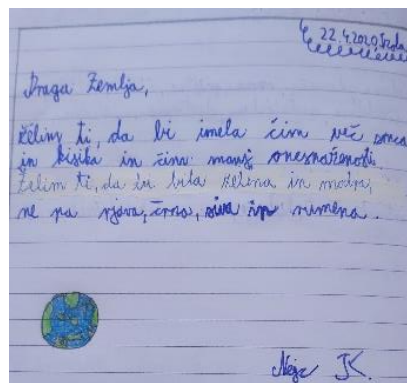 22.4.2020, sreda
Draga Zemlja,
želim ti, da bi imela čim več sonca
in kisika in čim manj onesnaženosti.
Želim ti, da bi bila zelena in modra,
ne pa rjava, črna, siva in rumena.
Neja JK.